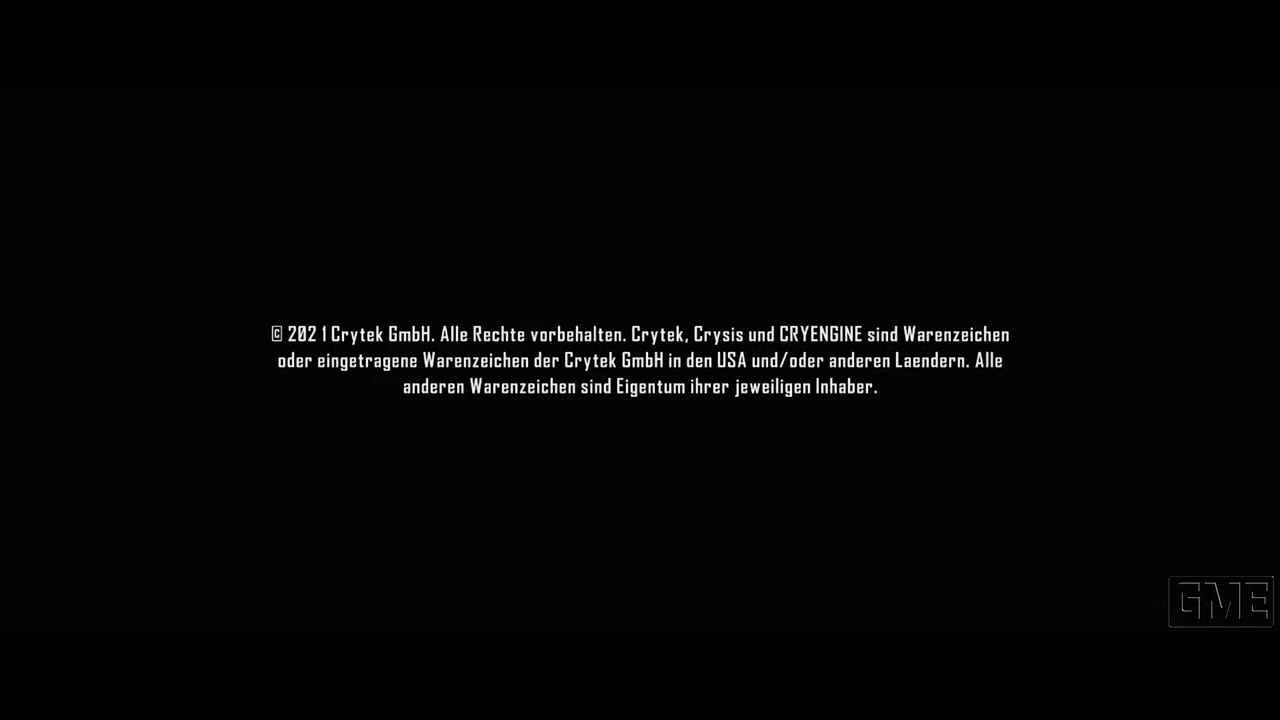 © 2021 Crytek GmbH. Alle Rechte vorbehalten. Crytek, Crysis und CRYENGINE sind Warenzeichen
oder eingetragene Warenzeichen der Crytek GmbH in den USA und/oder anderen Laendern. Alle
anderen Warenzeichen sind Eigentum ihrer jeweiligen Inhaber.
GME